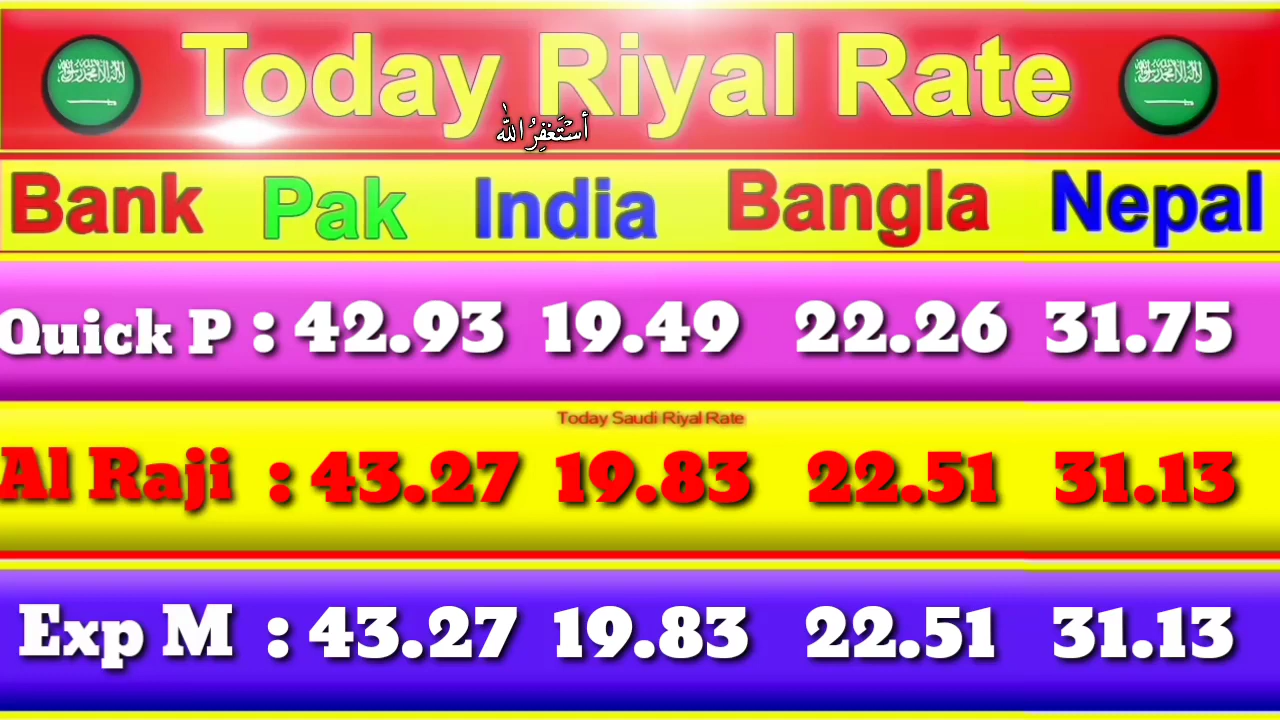 Today Riyal Rate
أَسْتَغْفِرُ اللّٰه
Bank Pak India Bangla Nepal
Quick P : 42.93 19.49 22.26 31.75
Today Saudi Riyal Rate
Al Raji : 43.27 19.83 22.51 31.13
Exp M : 43.27 19.83 22.51 31.13